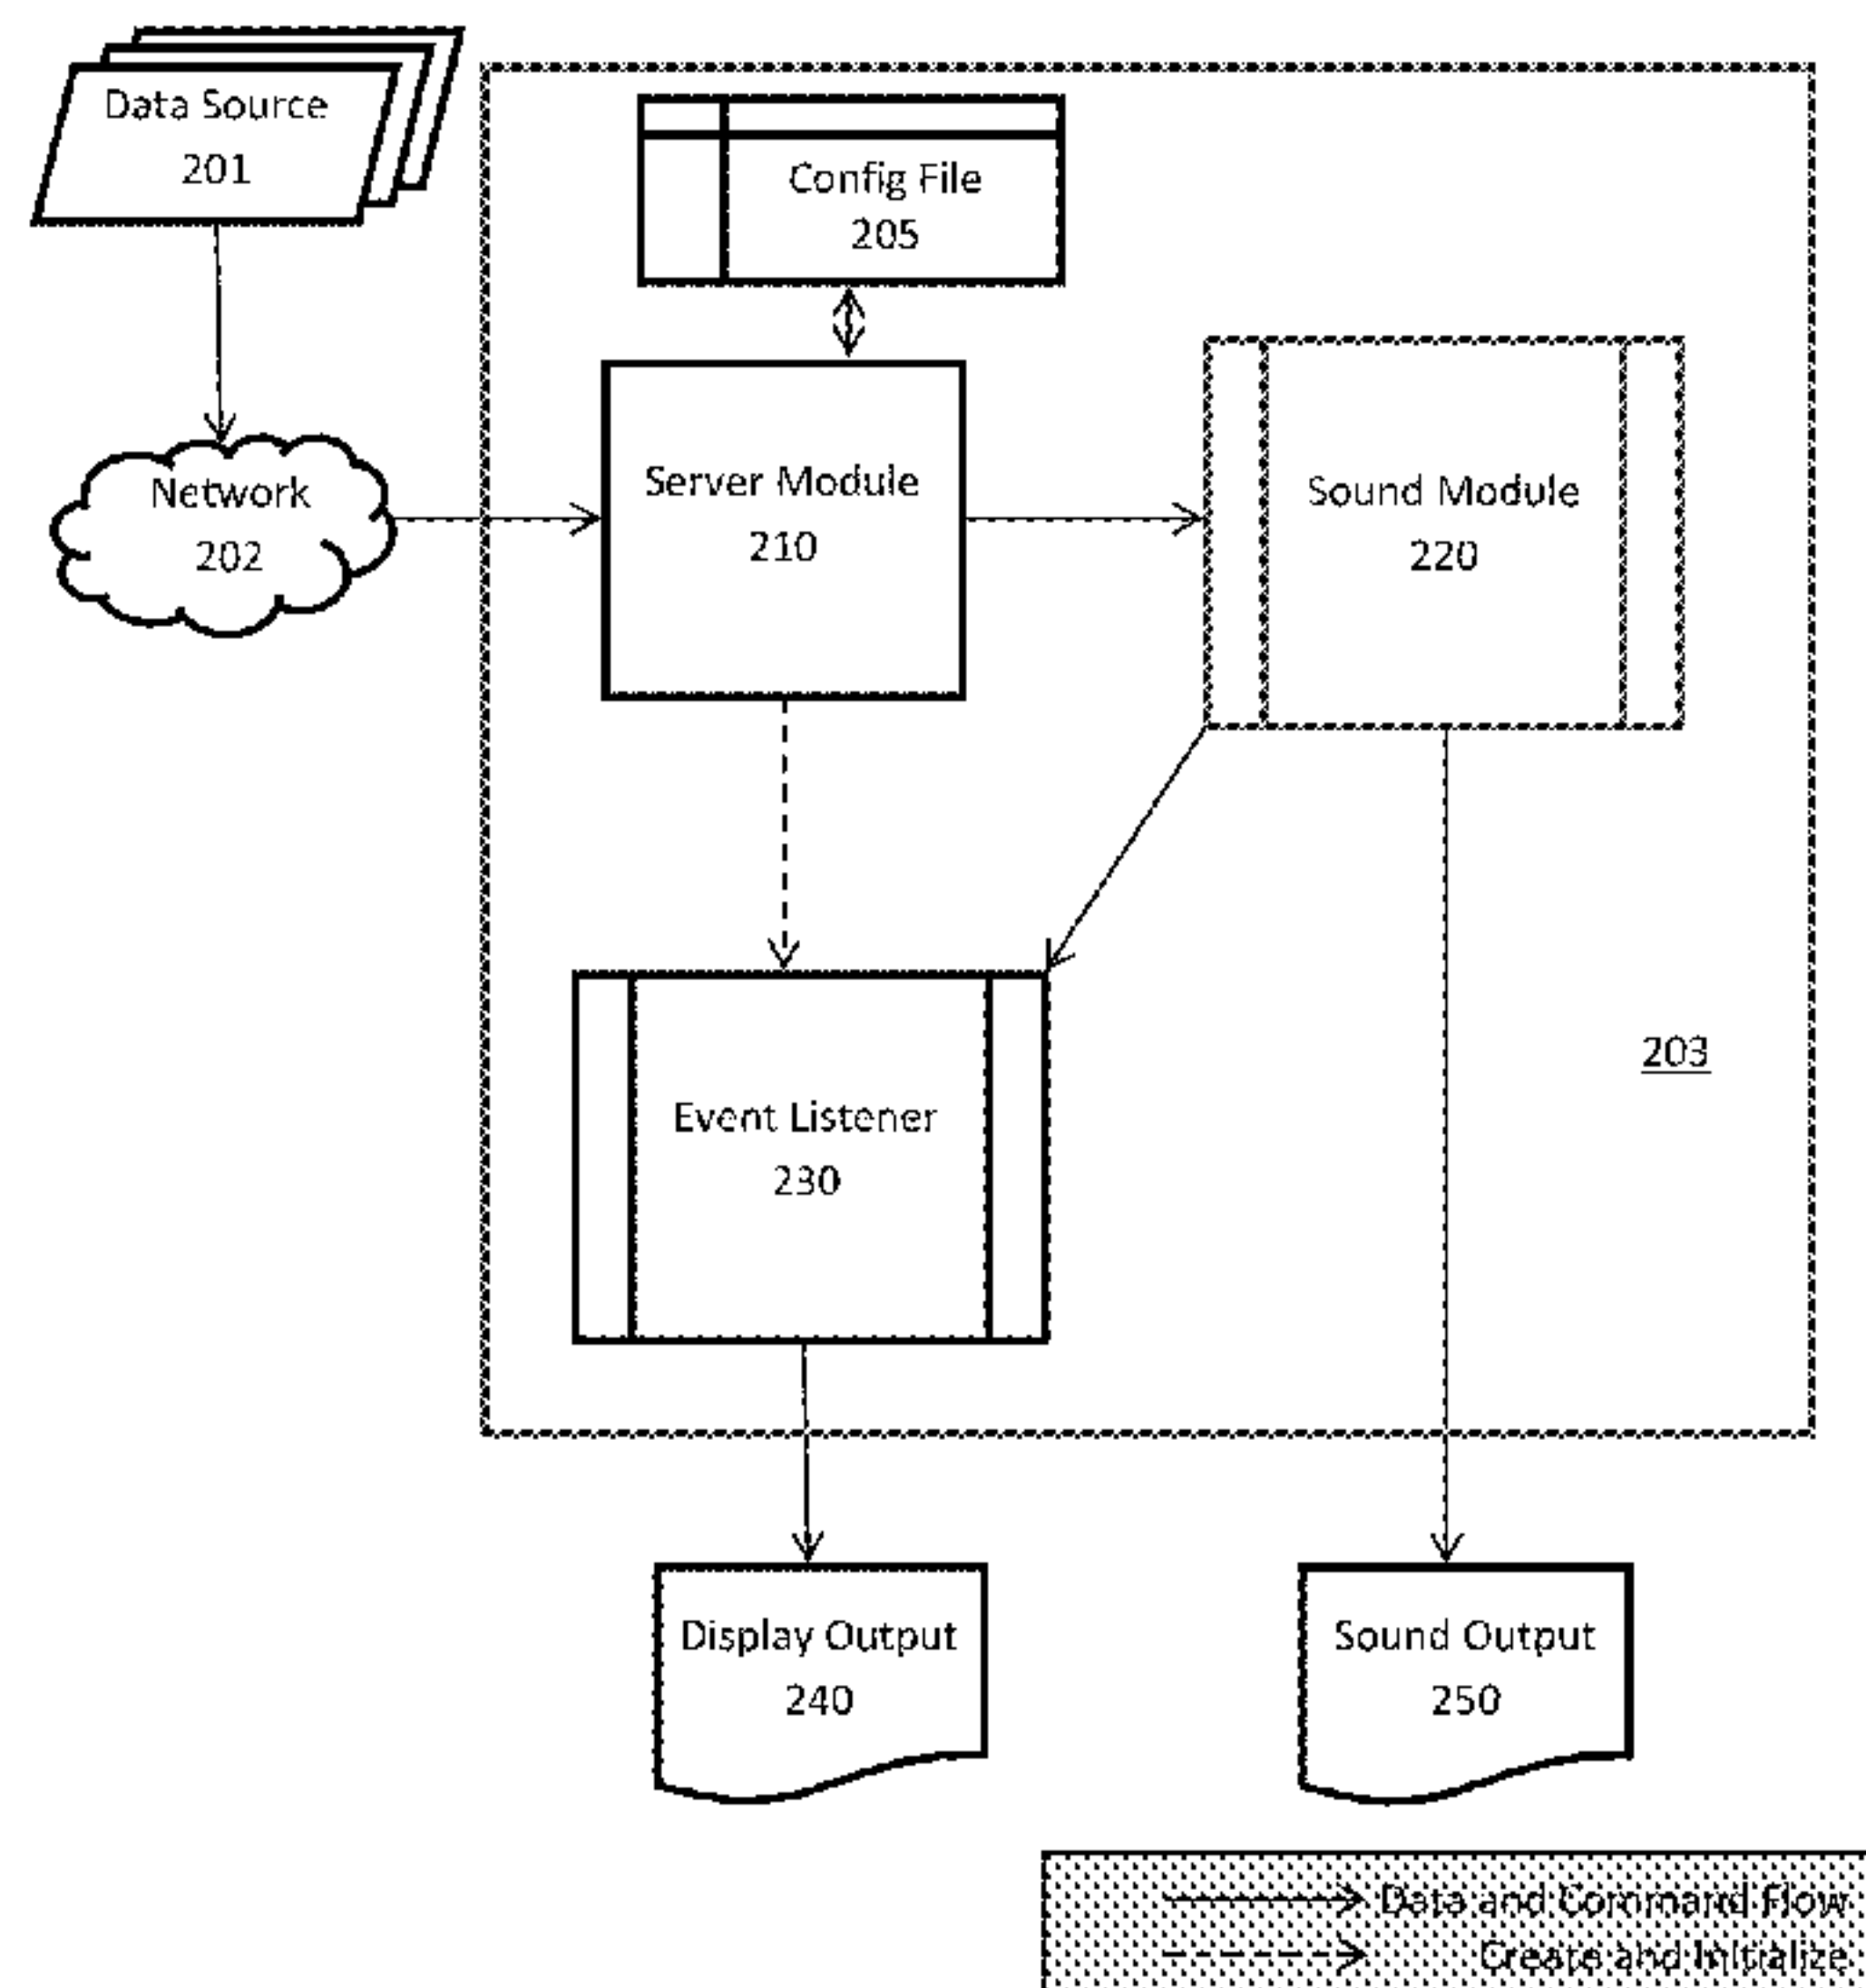 Data Source
201
Config File
205
Network
202
Server Module
210
Sound Module
220
203
Event Listener
230
Display Output
240
Sound Output
250
Data and Command Flow
Create and Initialize